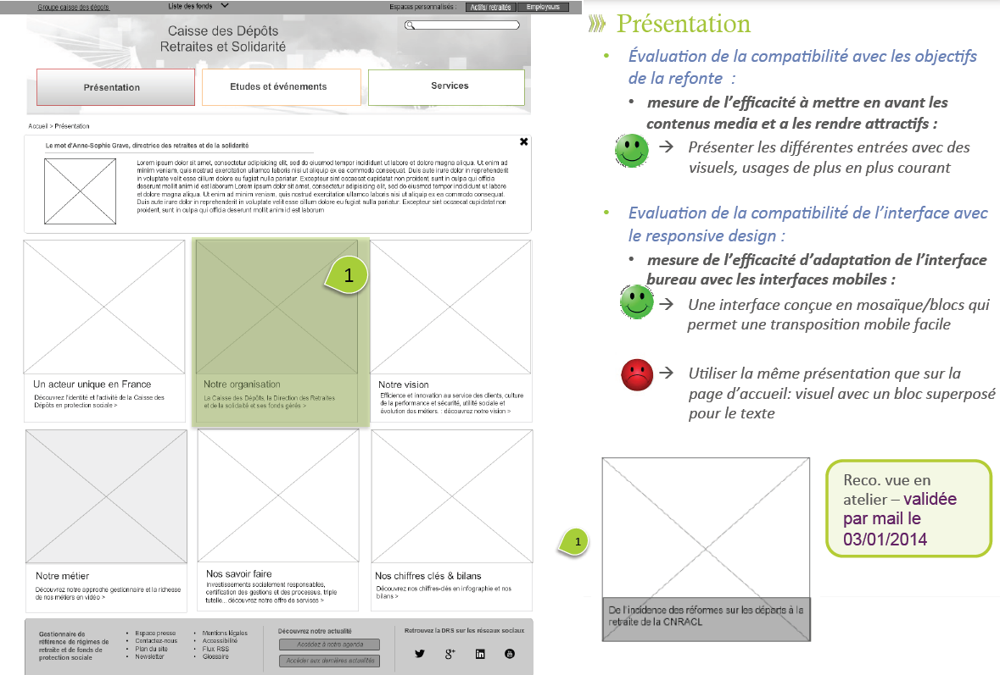 Groupe caisse des dépôts
Liste des fonds
Espaces personnalisés :
Actifs/ retraités
Employeurs
Caisse des Dépôts
Retraites et Solidarité
Présentation
Etudes et événements
Services
Accueil > Présentation
Le mot d'Anne-Sophie Grave, directrice des retraites et de la solidarité
Lorem ipsum dolor sit amet, consectetur adipisicing elit, sed do eiusmod tempor incididunt ut labore et dolore magna aliqua. Ut enim ad
minim veniam, quis nostrud exercitation ullamco laboris nisi ut aliquip ex ea commodo consequat. Duis aute irure dolor in reprehenderit
in voluptate velit esse cillum dolore eu fugiat nulla pariatur. Excepteur sint occaecat cupidatat non proident, sunt in culpa qui officia
deserunt mollit anim id est laborum Lorem ipsum dolor sit amet, consectetur adipisicing elit, sed do eiusmod tempor incididunt ut labore
et dolore magna aliqua. Ut enim ad minim veniam, quis nostrud exercitation ullamco laboris nisi ut aliquip ex ea commodo consequat.
Duis aute irure dolor in reprehenderit in voluptate velit esse cillum dolore eu fugiat nulla pariatur. Excepteur sint occaecat cupidatat non
proident, sunt in culpa qui officia deserunt mollit anim id est laborum
1
Un acteur unique en France
Découvrez l'identité et l'activité de la Caisse des
Dépôts en protection sociale >
Notre organisation
La Caisse des Dépôts, la Direction des Retraites
et de la solidarité et ses fonds gérés >
Notre vision
Efficience et innovation au service des clients, culture
de la performance et sécurité, utilité sociale et
évolution des métiers. : découvrez notre vision >
Notre métier
Découvrez notre approche gestionnaire et la richesse
de nos métiers en vidéo >
Nos savoir faire
Investissements socialement responsables,
certification des gestions et des processus, triple
tutelle... découvrez notre offre de services >
Nos chiffres clés & bilans
Découvrez nos chiffres-clés en infographie et nos
bilans >
Gestionnaire de
référence de régimes de
retraite et de fonds de
protection sociale
• Espace presse
• Contactez-nous
• Plan du site
• Newsletter
• Mentions légales
• Accessibilité
• Flux RSS
• Glossaire
Découvrez notre actualité
Accédez à notre agenda
Accéder aux dernières actualités
Retrouvez la DRS sur les réseaux sociaux
Présentation
• Évaluation de la compatibilité avec les objectifs
de la refonte :
• mesure de l'efficacité à mettre en avant les
contenus media et a les rendre attractifs :
→ Présenter les différentes entrées avec des
visuels, usages de plus en plus courant
• Evaluation de la compatibilité de l'interface avec
le responsive design :
• mesure de l'efficacité d'adaptation de l'interface
bureau avec les interfaces mobiles :
→ Une interface conçue en mosaïque/blocs qui
permet une transposition mobile facile
→ Utiliser la même présentation que sur la
page d'accueil: visuel avec un bloc superposé
pour le texte
1
De l'incidence des réformes sur les départs à la
retraite de la CNRACL
Reco. vue en
atelier – validée
par mail le
03/01/2014